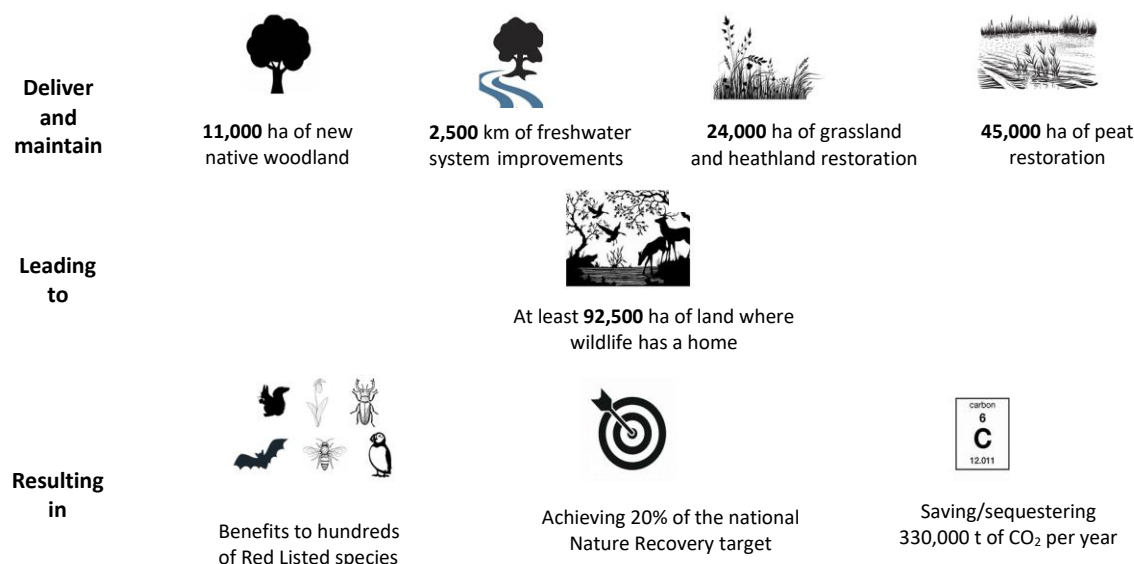 Deliver
and
maintain
11,000 ha of new
native woodland
2,500 km of freshwater
system improvements
24,000 ha of grassland
and heathland restoration
45,000 ha of peat
restoration
Leading
to
At least 92,500 ha of land where
wildlife has a home
Resulting
in
Benefits to hundreds
of Red Listed species
Achieving 20% of the national
Nature Recovery target
carbon
6
C
12.011
Saving/sequestering
330,000 t of CO₂ per year